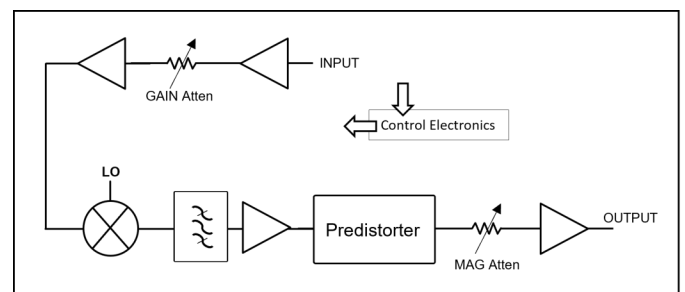 INPUT
GAIN Atten
Control Electronics
LO
OUTPUT
Predistorter
MAG Atten